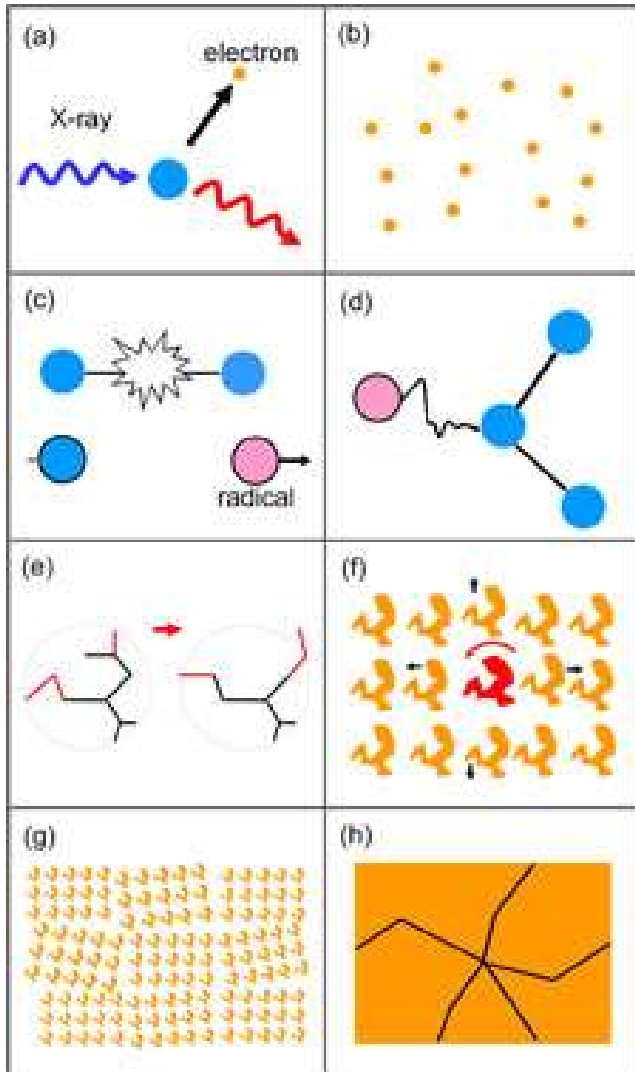 (a)
electron
X-ray
(b)
(c)
radical
(d)
(e)
(f)
(g)
(h)